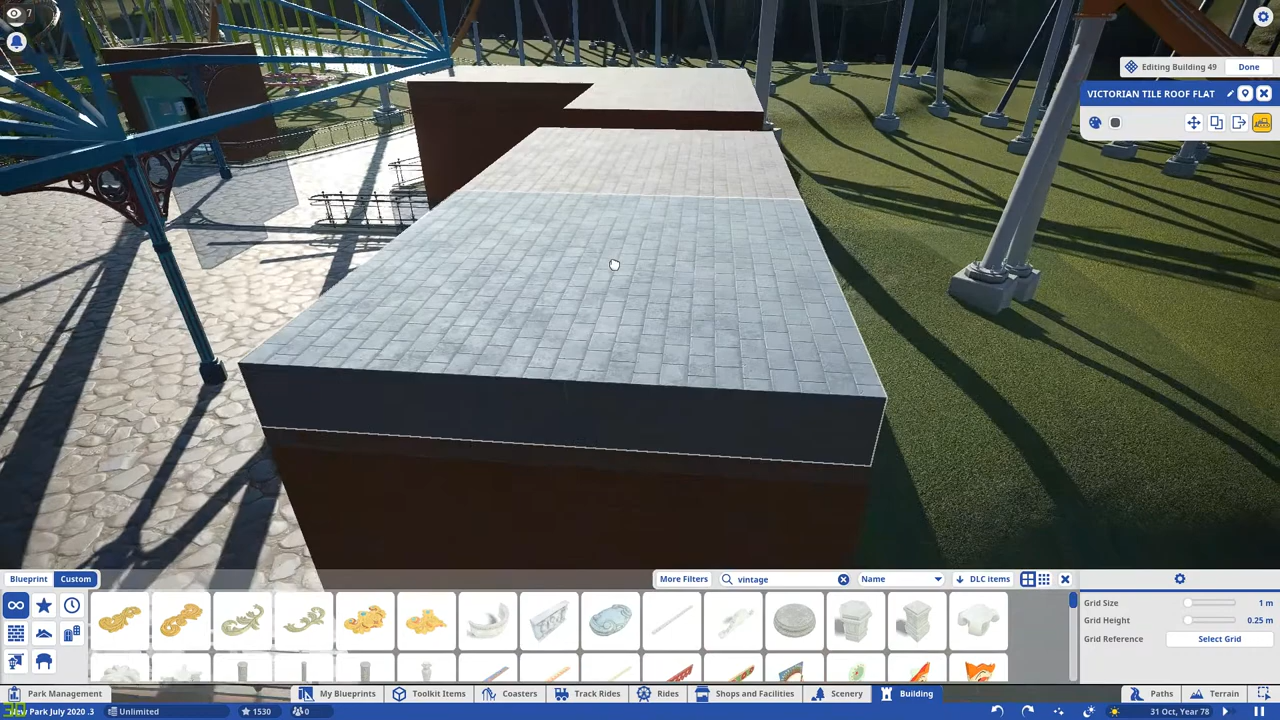 7
Editing Building 49 Done
VICTORIAN TILE ROOF FLAT
Blueprint Custom More Filters vintage Name DLC items
Grid Size 1 m
Grid Height 0.25 m
Grid Reference Select Grid
Park Management My Blueprints Toolkit Items Coasters Track Rides Rides Shops and Facilities Scenery Building Paths Terrain
New Park July 2020 .3 Unlimited 1530 0 31 Oct, Year 78